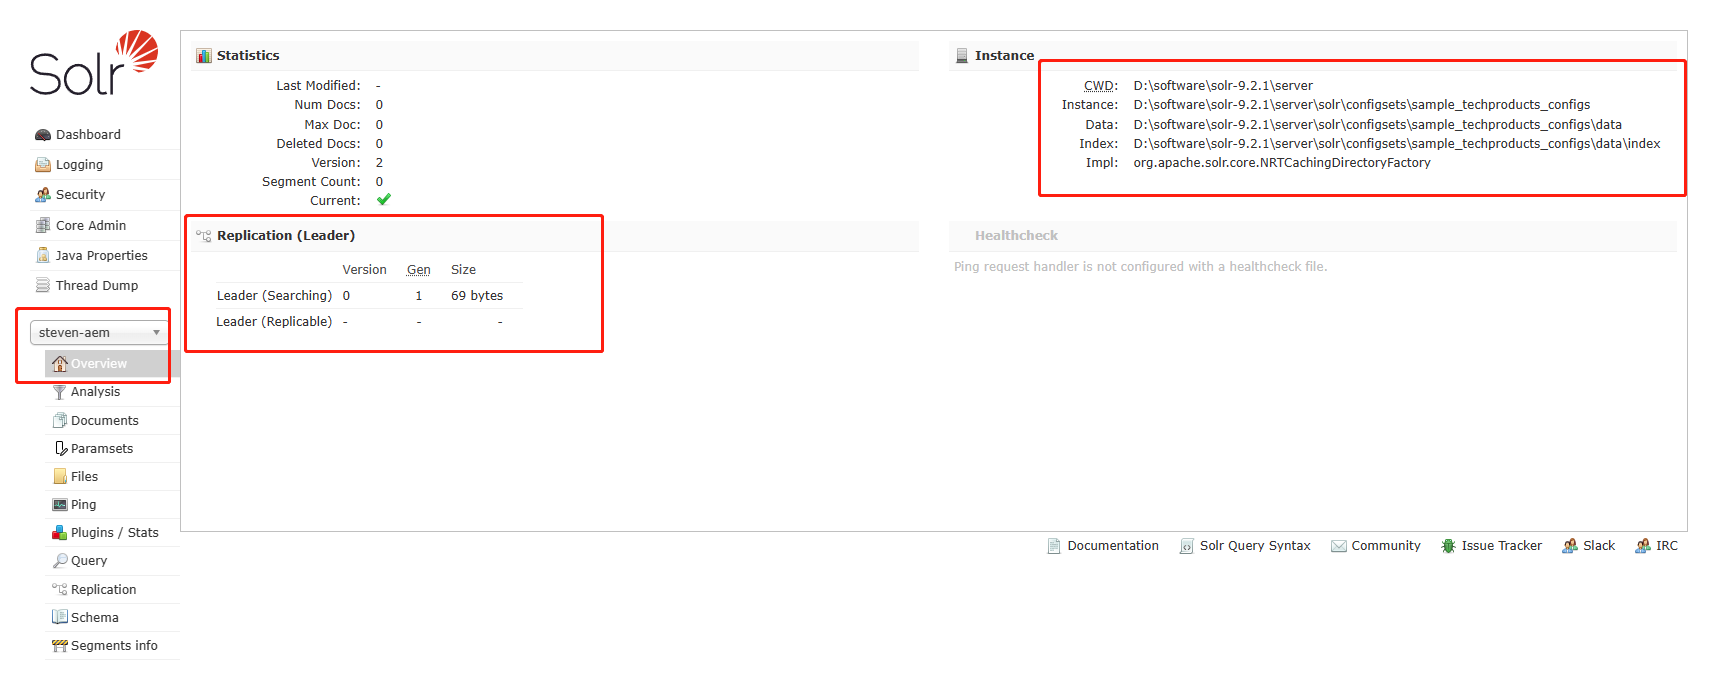 Solr
Dashboard
Logging
Security
Core Admin
Java Properties
Thread Dump
steven-aem
Overview
Analysis
Documents
Paramsets
Files
Ping
Plugins / Stats
Query
Replication
Schema
Segments info
Statistics
Last Modified: -
Num Docs: 0
Max Doc: 0
Deleted Docs: 0
Version: 2
Segment Count: 0
Current:
Instance
CWD: D:\software\solr-9.2.1\server
Instance: D:\software\solr-9.2.1\server\solr\configsets\sample_techproducts_configs
Data: D:\software\solr-9.2.1\server\solr\configsets\sample_techproducts_configs\data
Index: D:\software\solr-9.2.1\server\solr\configsets\sample_techproducts_configs\data\index
Impl: org.apache.solr.core.NRTCachingDirectoryFactory
Replication (Leader)
Version Gen Size
Leader (Searching) 0 1 69 bytes
Leader (Replicable) - - -
Healthcheck
Ping request handler is not configured with a healthcheck file.
Documentation Solr Query Syntax Community Issue Tracker Slack IRC